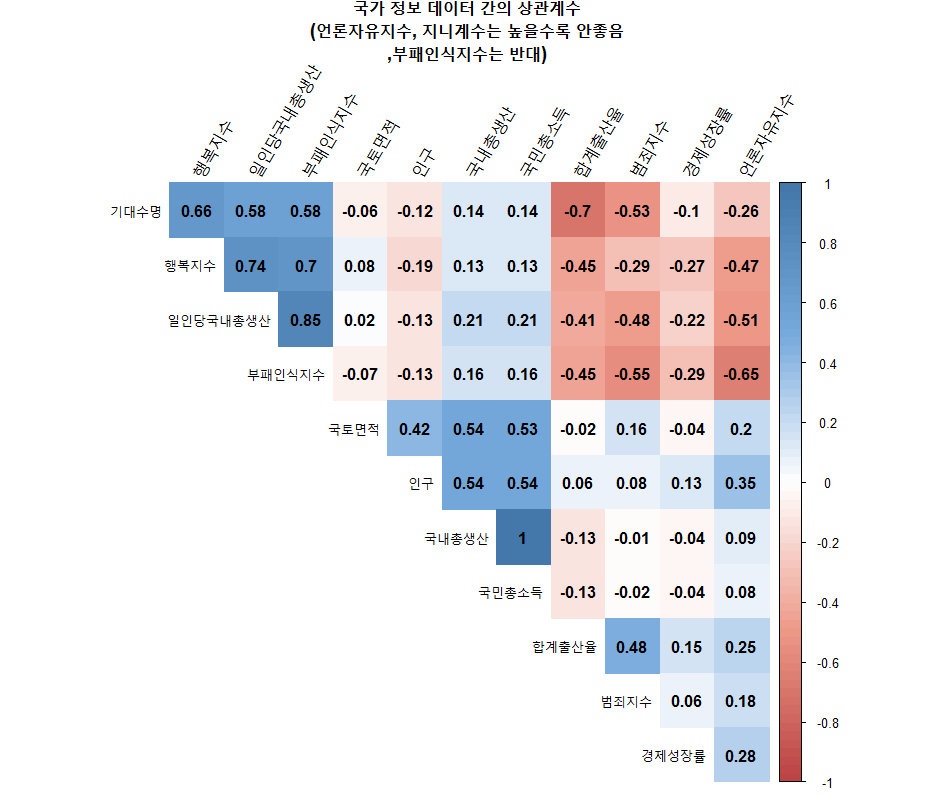 국가 정보 데이터 간의 상관계수
(언론자유지수, 지니계수는 높을수록 안좋음
,부패인식지수는 반대)
행복지수 일인당국내총생산 부패인식지수 국토면적 인구 국내총생산 국민총소득 합계출산율 범죄지수 경제성장률 언론자유지수
기대수명 0.66 0.58 0.58 -0.06 -0.12 0.14 0.14 -0.7 -0.53 -0.1 -0.26
행복지수 0.74 0.7 0.08 -0.19 0.13 0.13 -0.45 -0.29 -0.27 -0.47
일인당국내총생산 0.85 0.02 -0.13 0.21 0.21 -0.41 -0.48 -0.22 -0.51
부패인식지수 -0.07 -0.13 0.16 0.16 -0.45 -0.55 -0.29 -0.65
국토면적 0.42 0.54 0.53 -0.02 0.16 -0.04 0.2
인구 0.54 0.54 0.06 0.08 0.13 0.35
국내총생산 1 -0.13 -0.01 -0.04 0.09
국민총소득 -0.13 -0.02 -0.04 0.08
합계출산율 0.48 0.15 0.25
범죄지수 0.06 0.18
경제성장률 0.28
1
0.8
0.6
0.4
0.2
0
-0.2
-0.4
-0.6
-0.8
-1